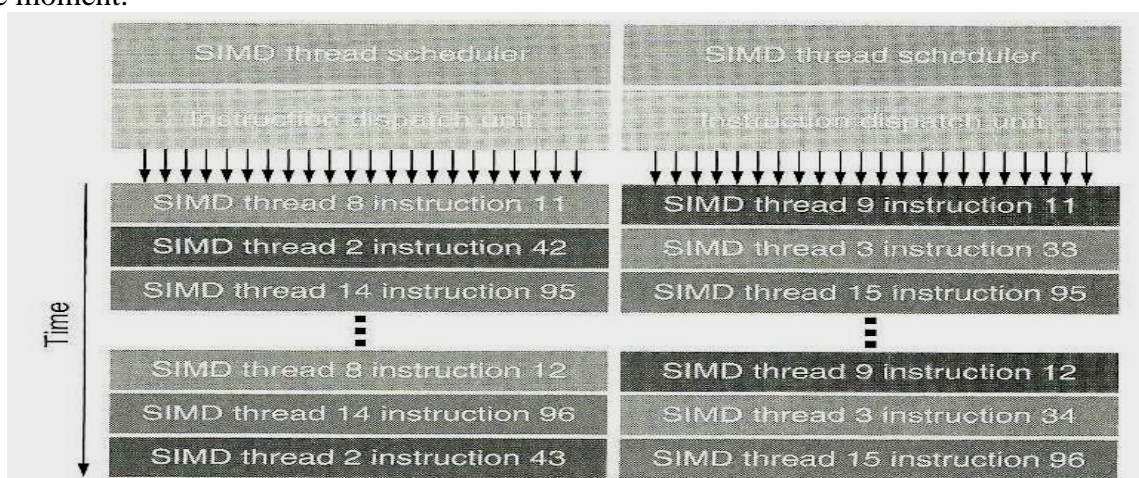 e moment.
SIMD thread scheduler
SIMD thread scheduler
Instruction dispatch unit
Instruction dispatch unit
SIMD thread 8 instruction 11
SIMD thread 9 instruction 11
SIMD thread 2 instruction 42
SIMD thread 3 instruction 33
SIMD thread 14 instruction 95
SIMD thread 15 instruction 95
Time
SIMD thread 8 instruction 12
SIMD thread 9 instruction 12
SIMD thread 14 instruction 96
SIMD thread 3 instruction 34
SIMD thread 2 instruction 43
SIMD thread 15 instruction 96